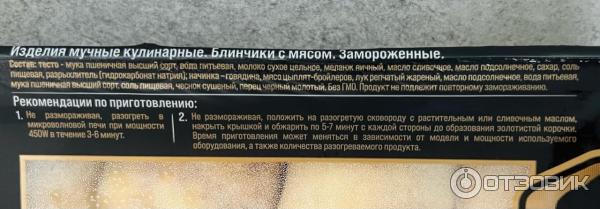 Изделия мучные кулинарные. Блинчики с мясом. Замороженные.
Состав: тесто - мука пшеничная высший сорт, вода питьевая, молоко сухое цельное, меланж яичный, масло сливочное, масло подсолнечное, сахар, соль
пищевая, разрыхлитель (гидрокарбонат натрия); начинка – говядина, мясо цыплят-бройлеров, лук репчатый жареный, масло подсолнечное, вода питьевая,
мука пшеничная высший сорт, соль пищевая, чеснок сушеный, перец черный молотый. Без ГМО. Продукт не подлежит повторному замораживанию.
Рекомендации по приготовлению:
1. Не размораживая, разогреть в
микроволновой печи при мощности
450W в течение 3-6 минут.
2. Не размораживая, положить на разогретую сковороду с растительным или сливочным маслом,
накрыть крышкой и обжарить по 5-7 минут с каждой стороны до образования золотистой корочки.
Время приготовления может меняться в зависимости от модели и мощности используемого
оборудования, а также количества разогреваемого продукта.
ОТЗОВИК